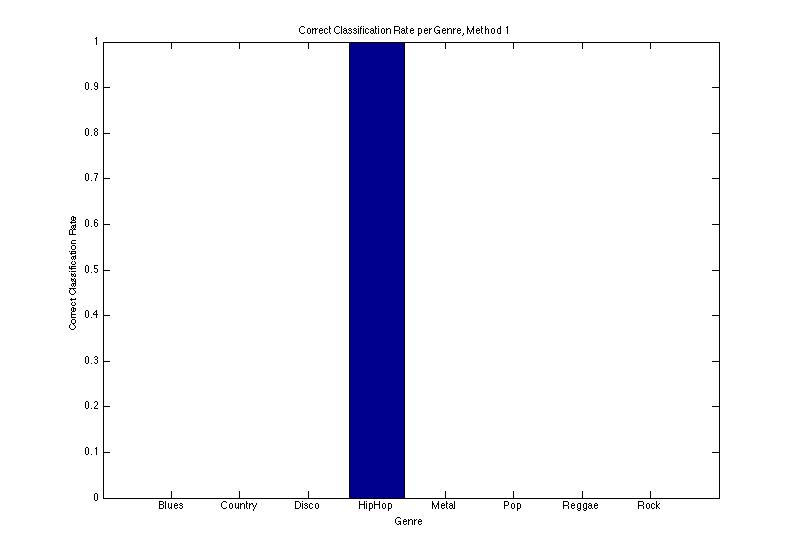 Correct Classification Rate per Genre, Method 1
1
0.9
0.8
0.7
0.6
0.5
0.4
0.3
0.2
0.1
0
Correct Classification Rate
Blues Country Disco HipHop Metal Pop Reggae Rock
Genre